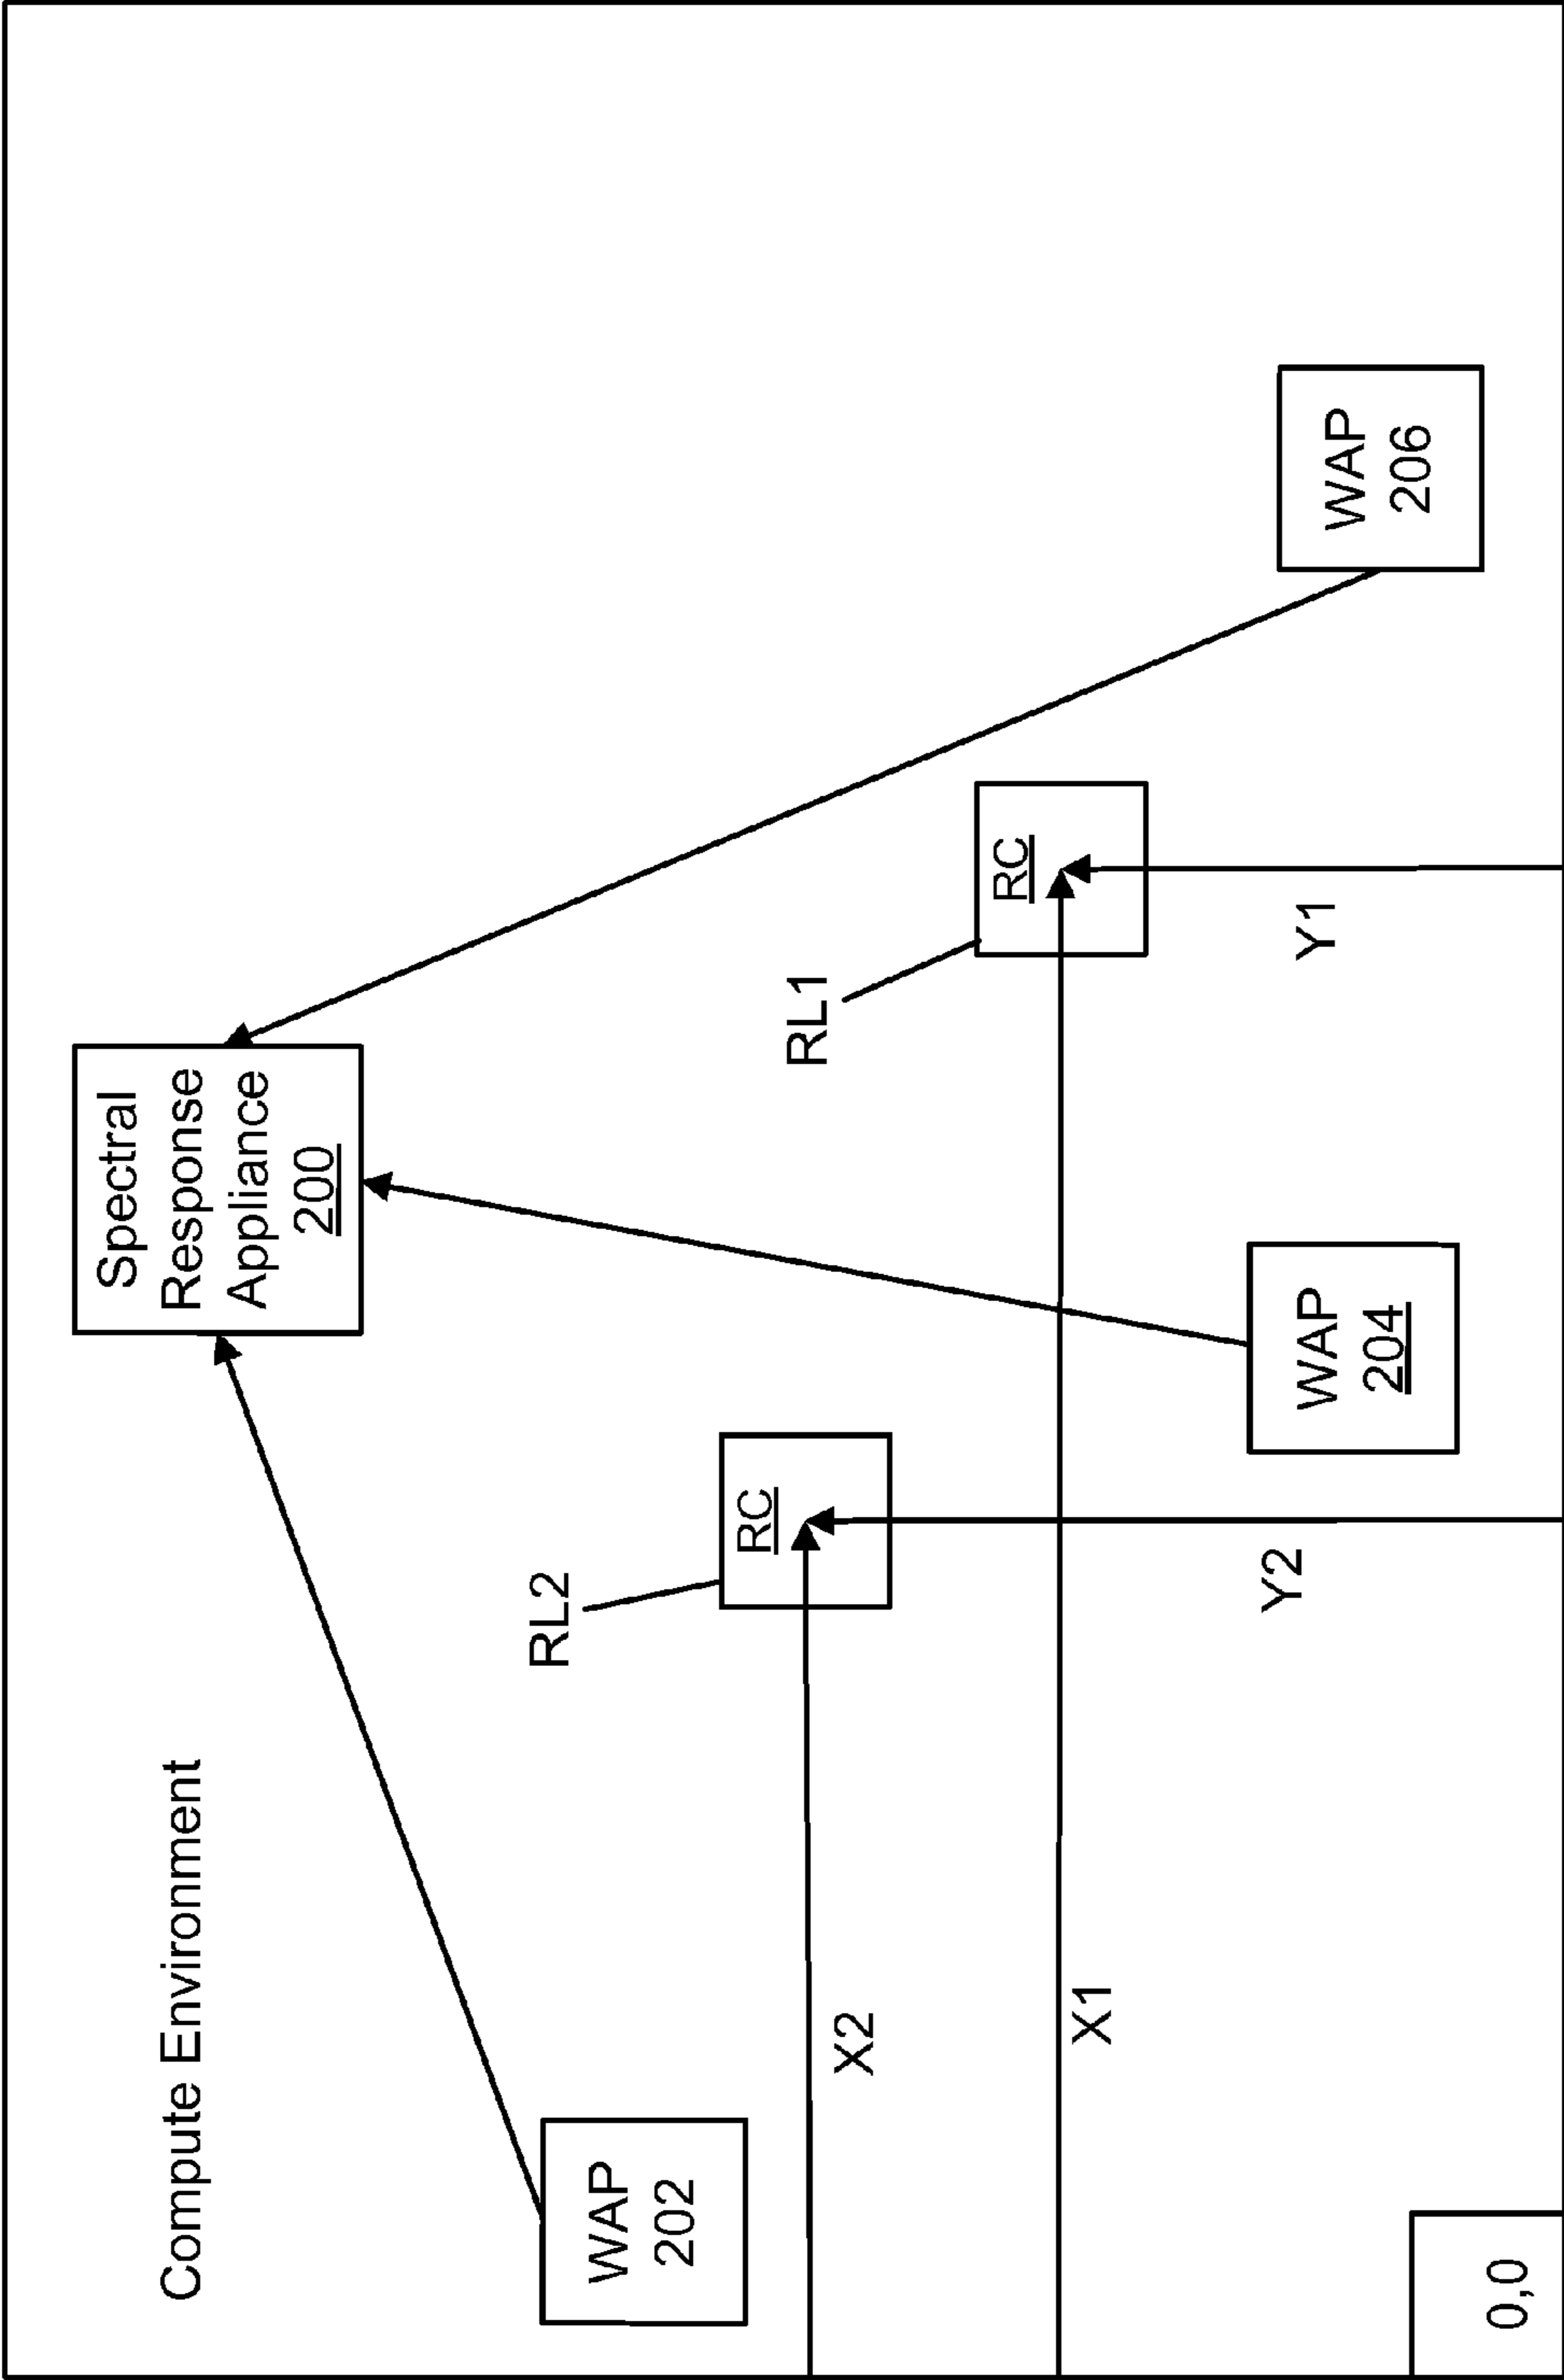 Compute Environment
Spectral
Response
Appliance
200
WAP
202
RL2
RC
RL1
RC
X2
X1
Y2
Y1
WAP
204
WAP
206
0,0